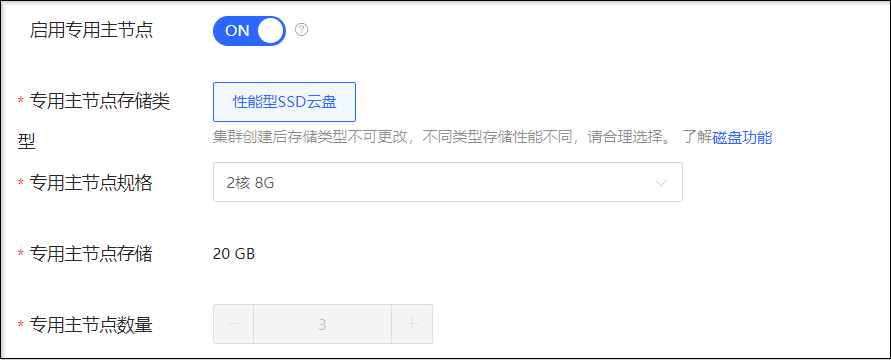 启用专用主节点 ON ?
* 专用主节点存储类型 性能型SSD云盘
集群创建后存储类型不可更改，不同类型存储性能不同，请合理选择。 了解磁盘功能
* 专用主节点规格 2核 8G
* 专用主节点存储 20 GB
* 专用主节点数量 − 3 +